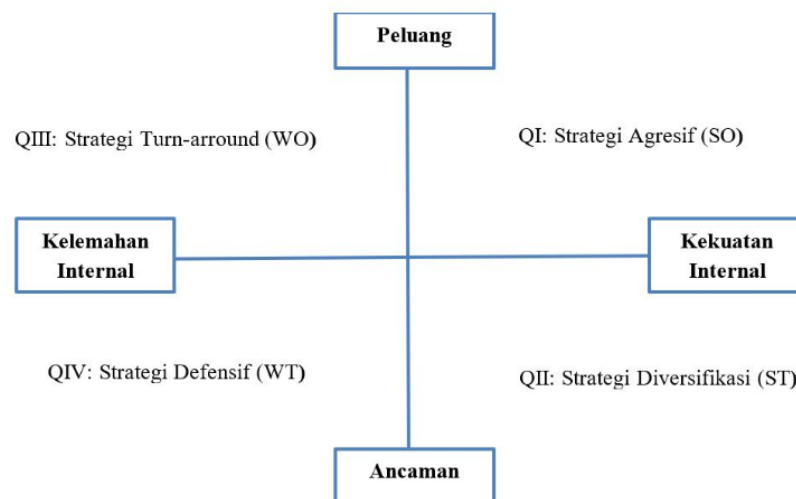 Peluang
QIII: Strategi Turn-arround (WO)
QI: Strategi Agresif (SO)
Kelemahan
Internal
Kekuatan
Internal
QIV: Strategi Defensif (WT)
QII: Strategi Diversifikasi (ST)
Ancaman